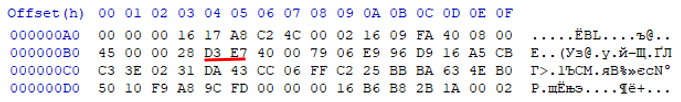 Offset(h) 00 01 02 03 04 05 06 07 08 09 0A 0B 0C 0D 0E 0F
000000A0 00 00 00 16 17 A8 C2 4C 00 02 16 09 FA 40 08 00 .....ЁВL....ъ@..
000000B0 45 00 00 28 D3 E7 40 00 79 06 E9 96 D9 16 A5 CB E..(Уз@.y.й–Щ.ҐЛ
000000C0 C3 3E 02 31 DA 43 CC 06 FF C2 25 BB BA 63 4E B0 Г>.1ЪCМ.яВ%»єcN°
000000D0 50 10 F9 A8 9C FD 00 00 00 16 B6 B8 2B 1A 00 02 P.щЁњэ....¶ё+...